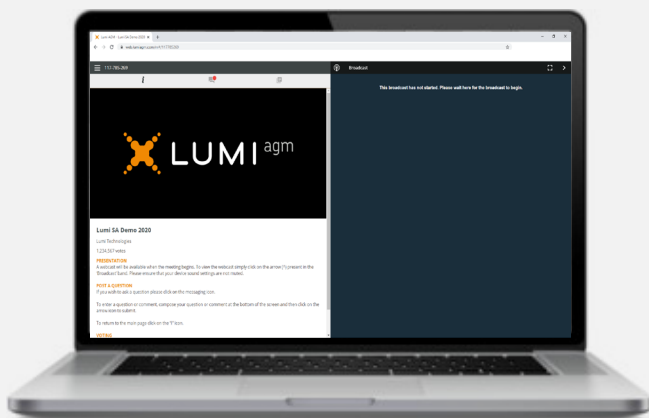 Lumi AGM - Lumi SA Demo 2020
117-785-269
Broadcast
This broadcast has not started. Please wait here for the broadcast to begin.
LUMI agm
Lumi SA Demo 2020
Lumi Technologies
1,234,567 votes
PRESENTATION
A webcast will be available when the meeting begins. To view the webcast simply click on the arrow (^) present in the
'Broadcast' band. Please ensure that your device sound settings are not muted.
POST A QUESTION
If you wish to ask a question please click on the messaging icon.
To enter a question or comment, compose your question or comment at the bottom of the screen and then click on the
arrow icon to submit.
To return to the main page click on the "i" icon.
VOTING